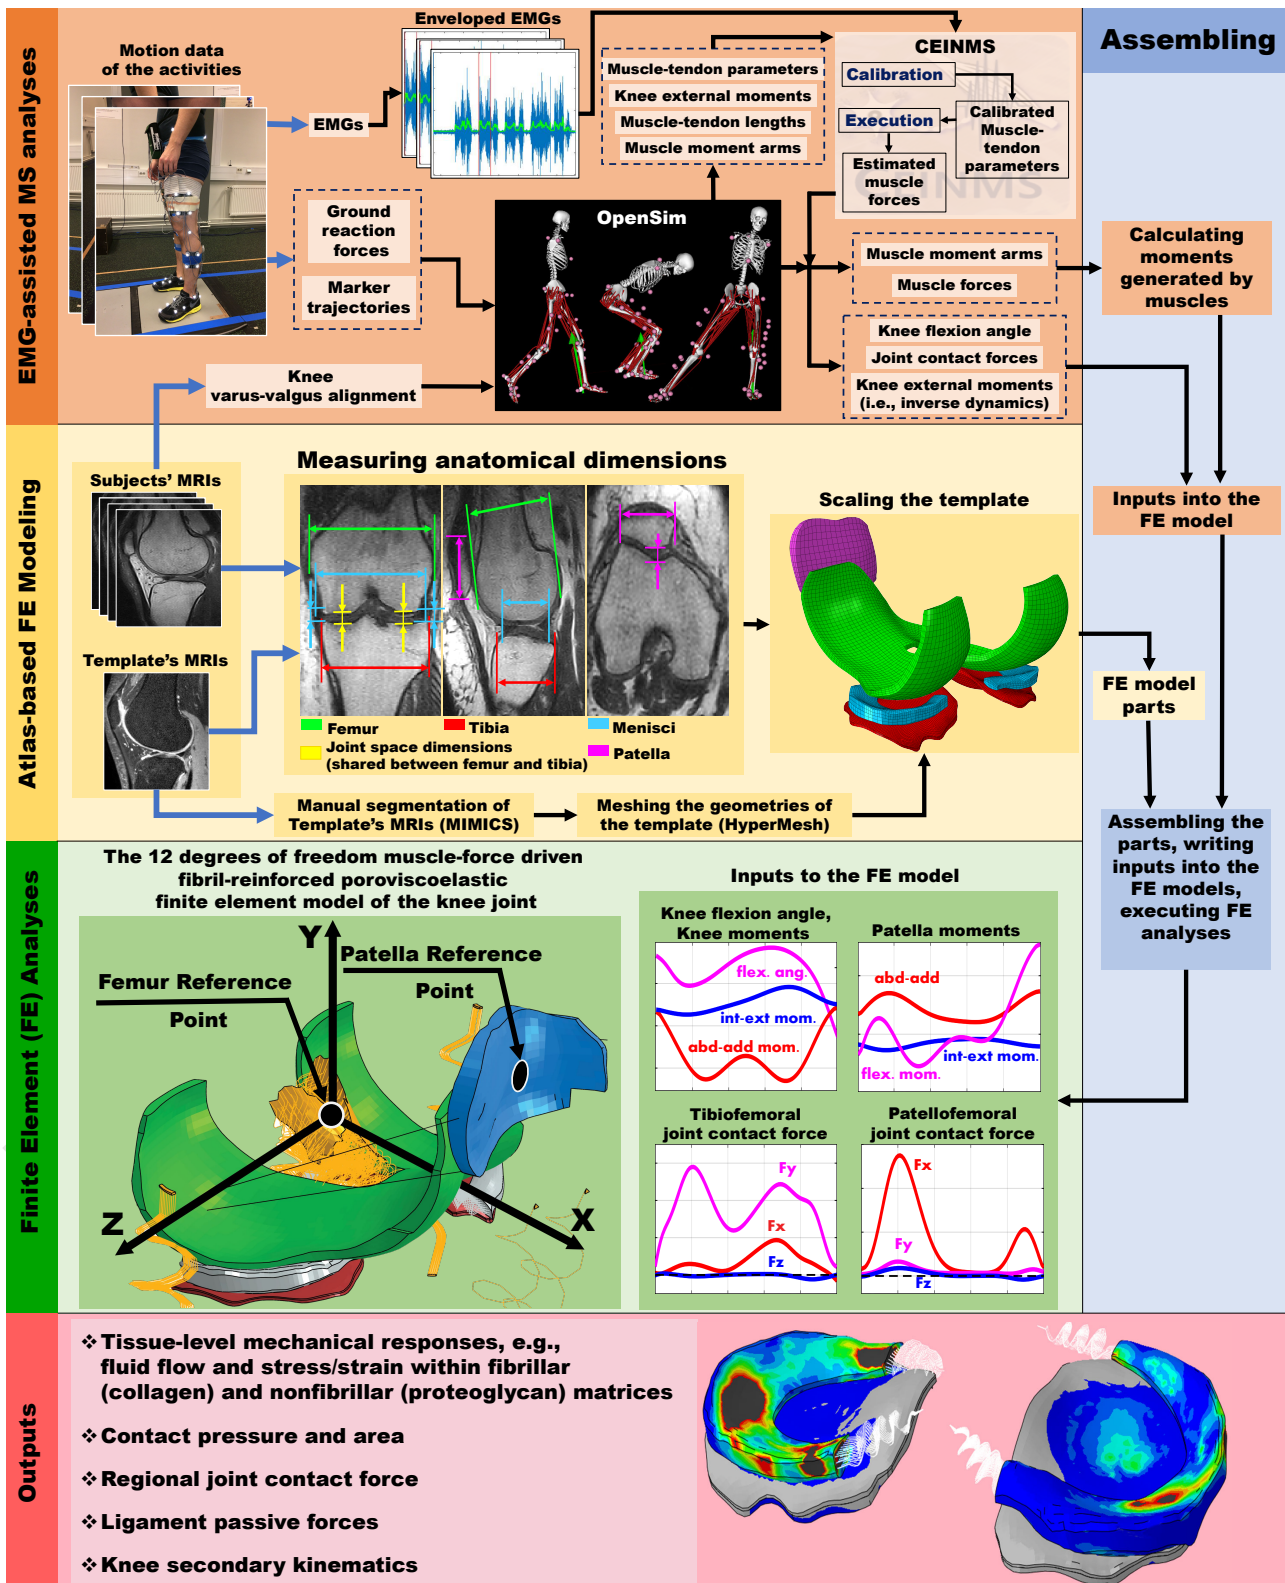 EMG-assisted MS analyses
Motion data
of the activities
EMGs
Enveloped EMGs
Ground
reaction
forces
Marker
trajectories
Knee
varus-valgus alignment
OpenSim
Muscle-tendon parameters
Knee external moments
Muscle-tendon lengths
Muscle moment arms
CEINMS
Calibration
Execution
Calibrated
Muscle-
tendon
parameters
Estimated
muscle
forces
CEINMS
Muscle moment arms
Muscle forces
Knee flexion angle
Joint contact forces
Knee external moments
(i.e., inverse dynamics)
Assembling
Calculating
moments
generated by
muscles
Inputs into the
FE model
FE model
parts
Assembling the
parts, writing
inputs into the
FE models,
executing FE
analyses
Atlas-based FE Modeling
Subjects’ MRIs
Template’s MRIs
Measuring anatomical dimensions
Femur
Tibia
Menisci
Joint space dimensions
(shared between femur and tibia)
Patella
Scaling the template
Manual segmentation of
Template’s MRIs (MIMICS)
Meshing the geometries of
the template (HyperMesh)
Finite Element (FE) Analyses
The 12 degrees of freedom muscle-force driven
fibril-reinforced poroviscoelastic
finite element model of the knee joint
Y
Patella Reference
Point
Femur Reference
Point
Z
X
Inputs to the FE model
Knee flexion angle,
Knee moments
flex. ang.
int-ext mom.
abd-add mom.
Patella moments
abd-add
int-ext mom.
flex. mom.
Tibiofemoral
joint contact force
Fy
Fx
Fz
Patellofemoral
joint contact force
Fx
Fy
Fz
Outputs
❖ Tissue-level mechanical responses, e.g.,
fluid flow and stress/strain within fibrillar
(collagen) and nonfibrillar (proteoglycan) matrices
❖ Contact pressure and area
❖ Regional joint contact force
❖ Ligament passive forces
❖ Knee secondary kinematics